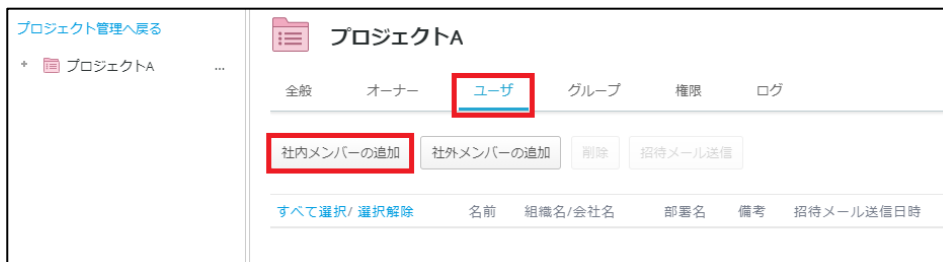 プロジェクト管理へ戻る
+ プロジェクトA ...
プロジェクトA
全般 オーナー ユーザ グループ 権限 ログ
社内メンバーの追加 社外メンバーの追加 削除 招待メール送信
すべて選択/ 選択解除 名前 組織名/会社名 部署名 備考 招待メール送信日時